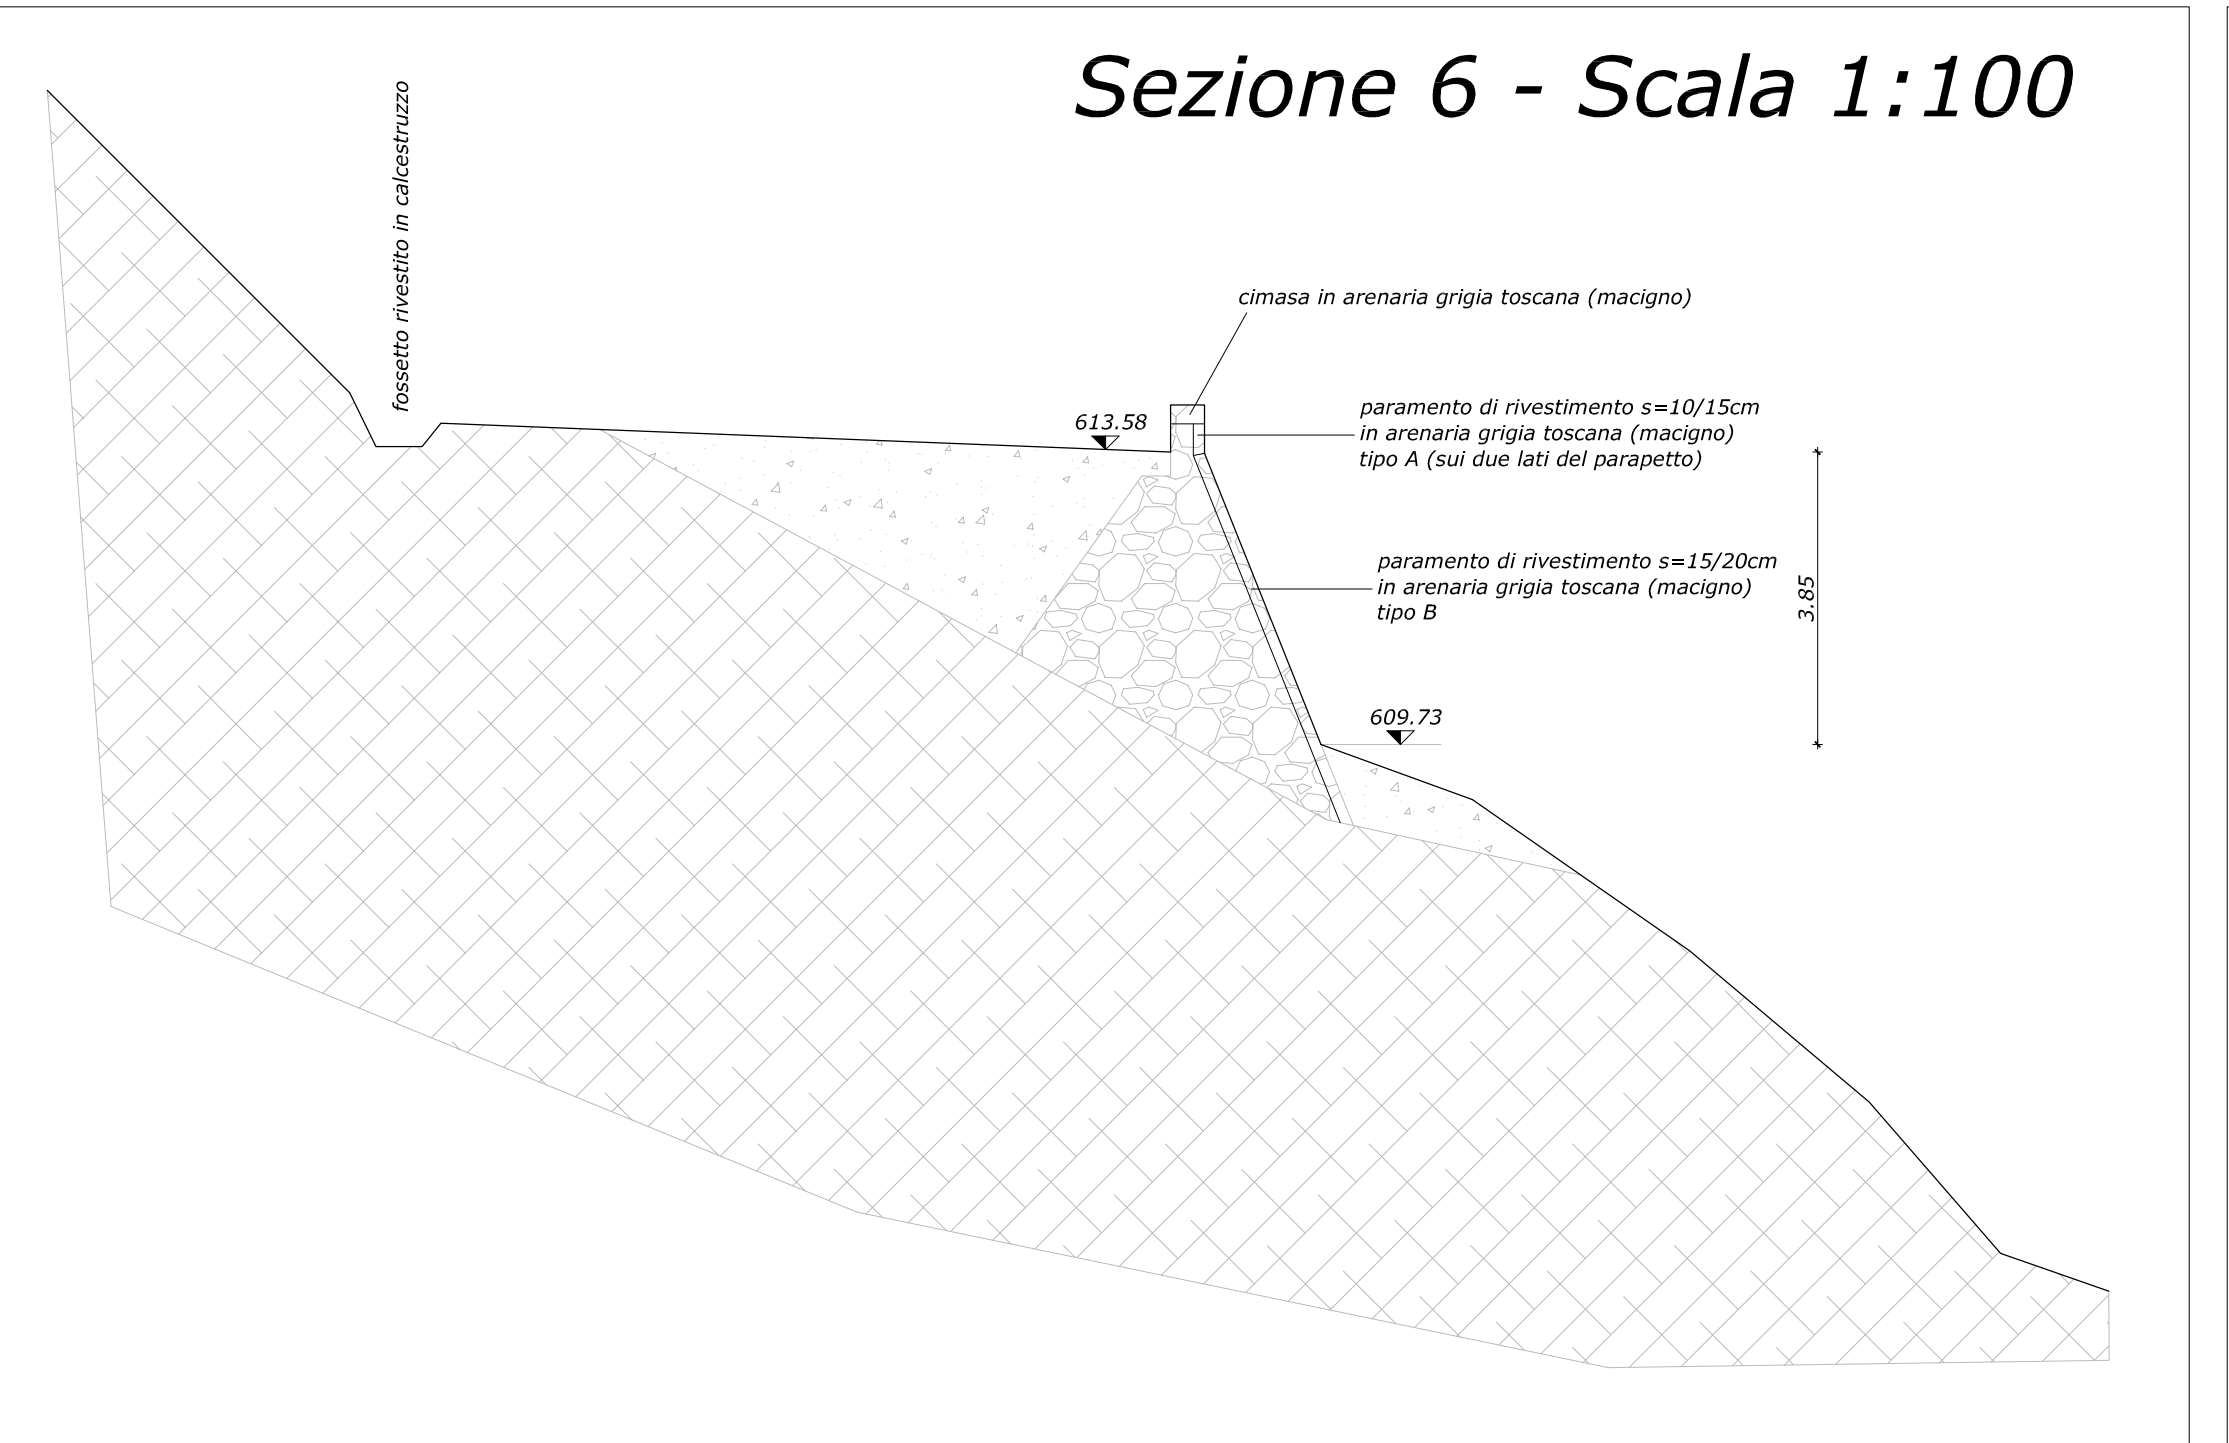 Sezione 6 - Scala 1:100
fossetto rivestito in calcestruzzo
cimasa in arenaria grigia toscana (macigno)
613.58
paramento di rivestimento s=10/15cm
in arenaria grigia toscana (macigno)
tipo A (sui due lati del parapetto)
paramento di rivestimento s=15/20cm
in arenaria grigia toscana (macigno)
tipo B
3.85
609.73